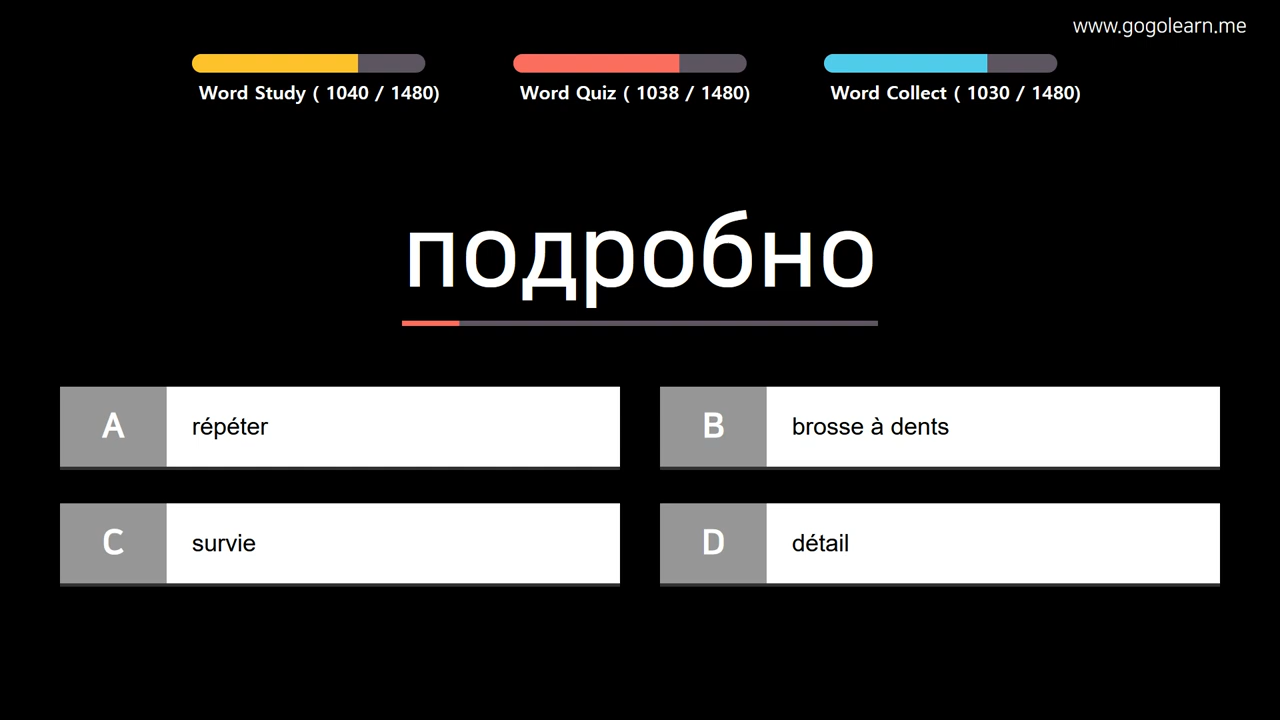 www.gogolearn.me
Word Study ( 1040 / 1480)
Word Quiz ( 1038 / 1480)
Word Collect ( 1030 / 1480)
подробно
A
répéter
B
brosse à dents
C
survie
D
détail